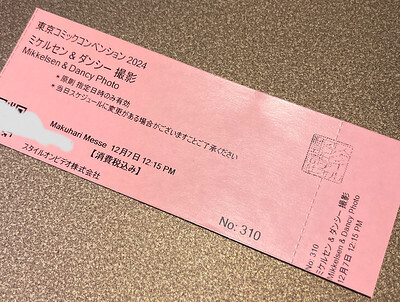 東京コミックコンベンション 2024
ミケルセン & ダンシー 撮影
Mikkelsen & Dancy Photo
* 原則 指定日時のみ有効
* 当日スケジュールに変更がある場合がございますことご了承ください
Makuhari Messe 12月7日 12:15 PM
【消費税込み】
スタイルオンビデオ株式会社
No: 310
No: 310
ミケルセン & ダンシー 撮影
Mikkelsen & Dancy Photo
12月7日 12:15 PM